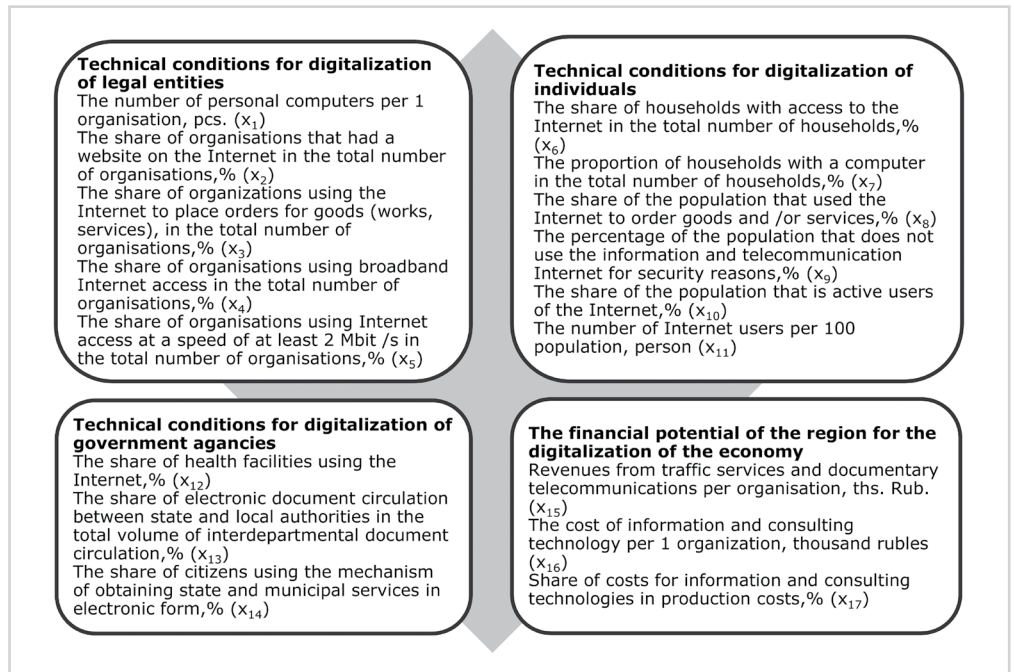 Technical conditions for digitalization
of legal entities
The number of personal computers per 1
organisation, pcs. (x₁)
The share of organisations that had a
website on the Internet in the total number
of organisations,% (x₂)
The share of organizations using the
Internet to place orders for goods (works,
services), in the total number of
organisations,% (x₃)
The share of organisations using broadband
Internet access in the total number of
organisations,% (x₄)
The share of organisations using Internet
access at a speed of at least 2 Mbit /s in
the total number of organisations,% (x₅)
Technical conditions for digitalization of
individuals
The share of households with access to the
Internet in the total number of households,%
(x₆)
The proportion of households with a computer
in the total number of households,% (x₇)
The share of the population that used the
Internet to order goods and /or services,% (x₈)
The percentage of the population that does not
use the information and telecommunication
Internet for security reasons,% (x₉)
The share of the population that is active users
of the Internet,% (x₁₀)
The number of Internet users per 100
population, person (x₁₁)
Technical conditions for digitalization of
government agencies
The share of health facilities using the
Internet,% (x₁₂)
The share of electronic document circulation
between state and local authorities in the
total volume of interdepartmental document
circulation,% (x₁₃)
The share of citizens using the mechanism
of obtaining state and municipal services in
electronic form,% (x₁₄)
The financial potential of the region for the
digitalization of the economy
Revenues from traffic services and documentary
telecommunications per organisation, ths. Rub.
(x₁₅)
The cost of information and consulting
technology per 1 organization, thousand rubles
(x₁₆)
Share of costs for information and consulting
technologies in production costs,% (x₁₇)